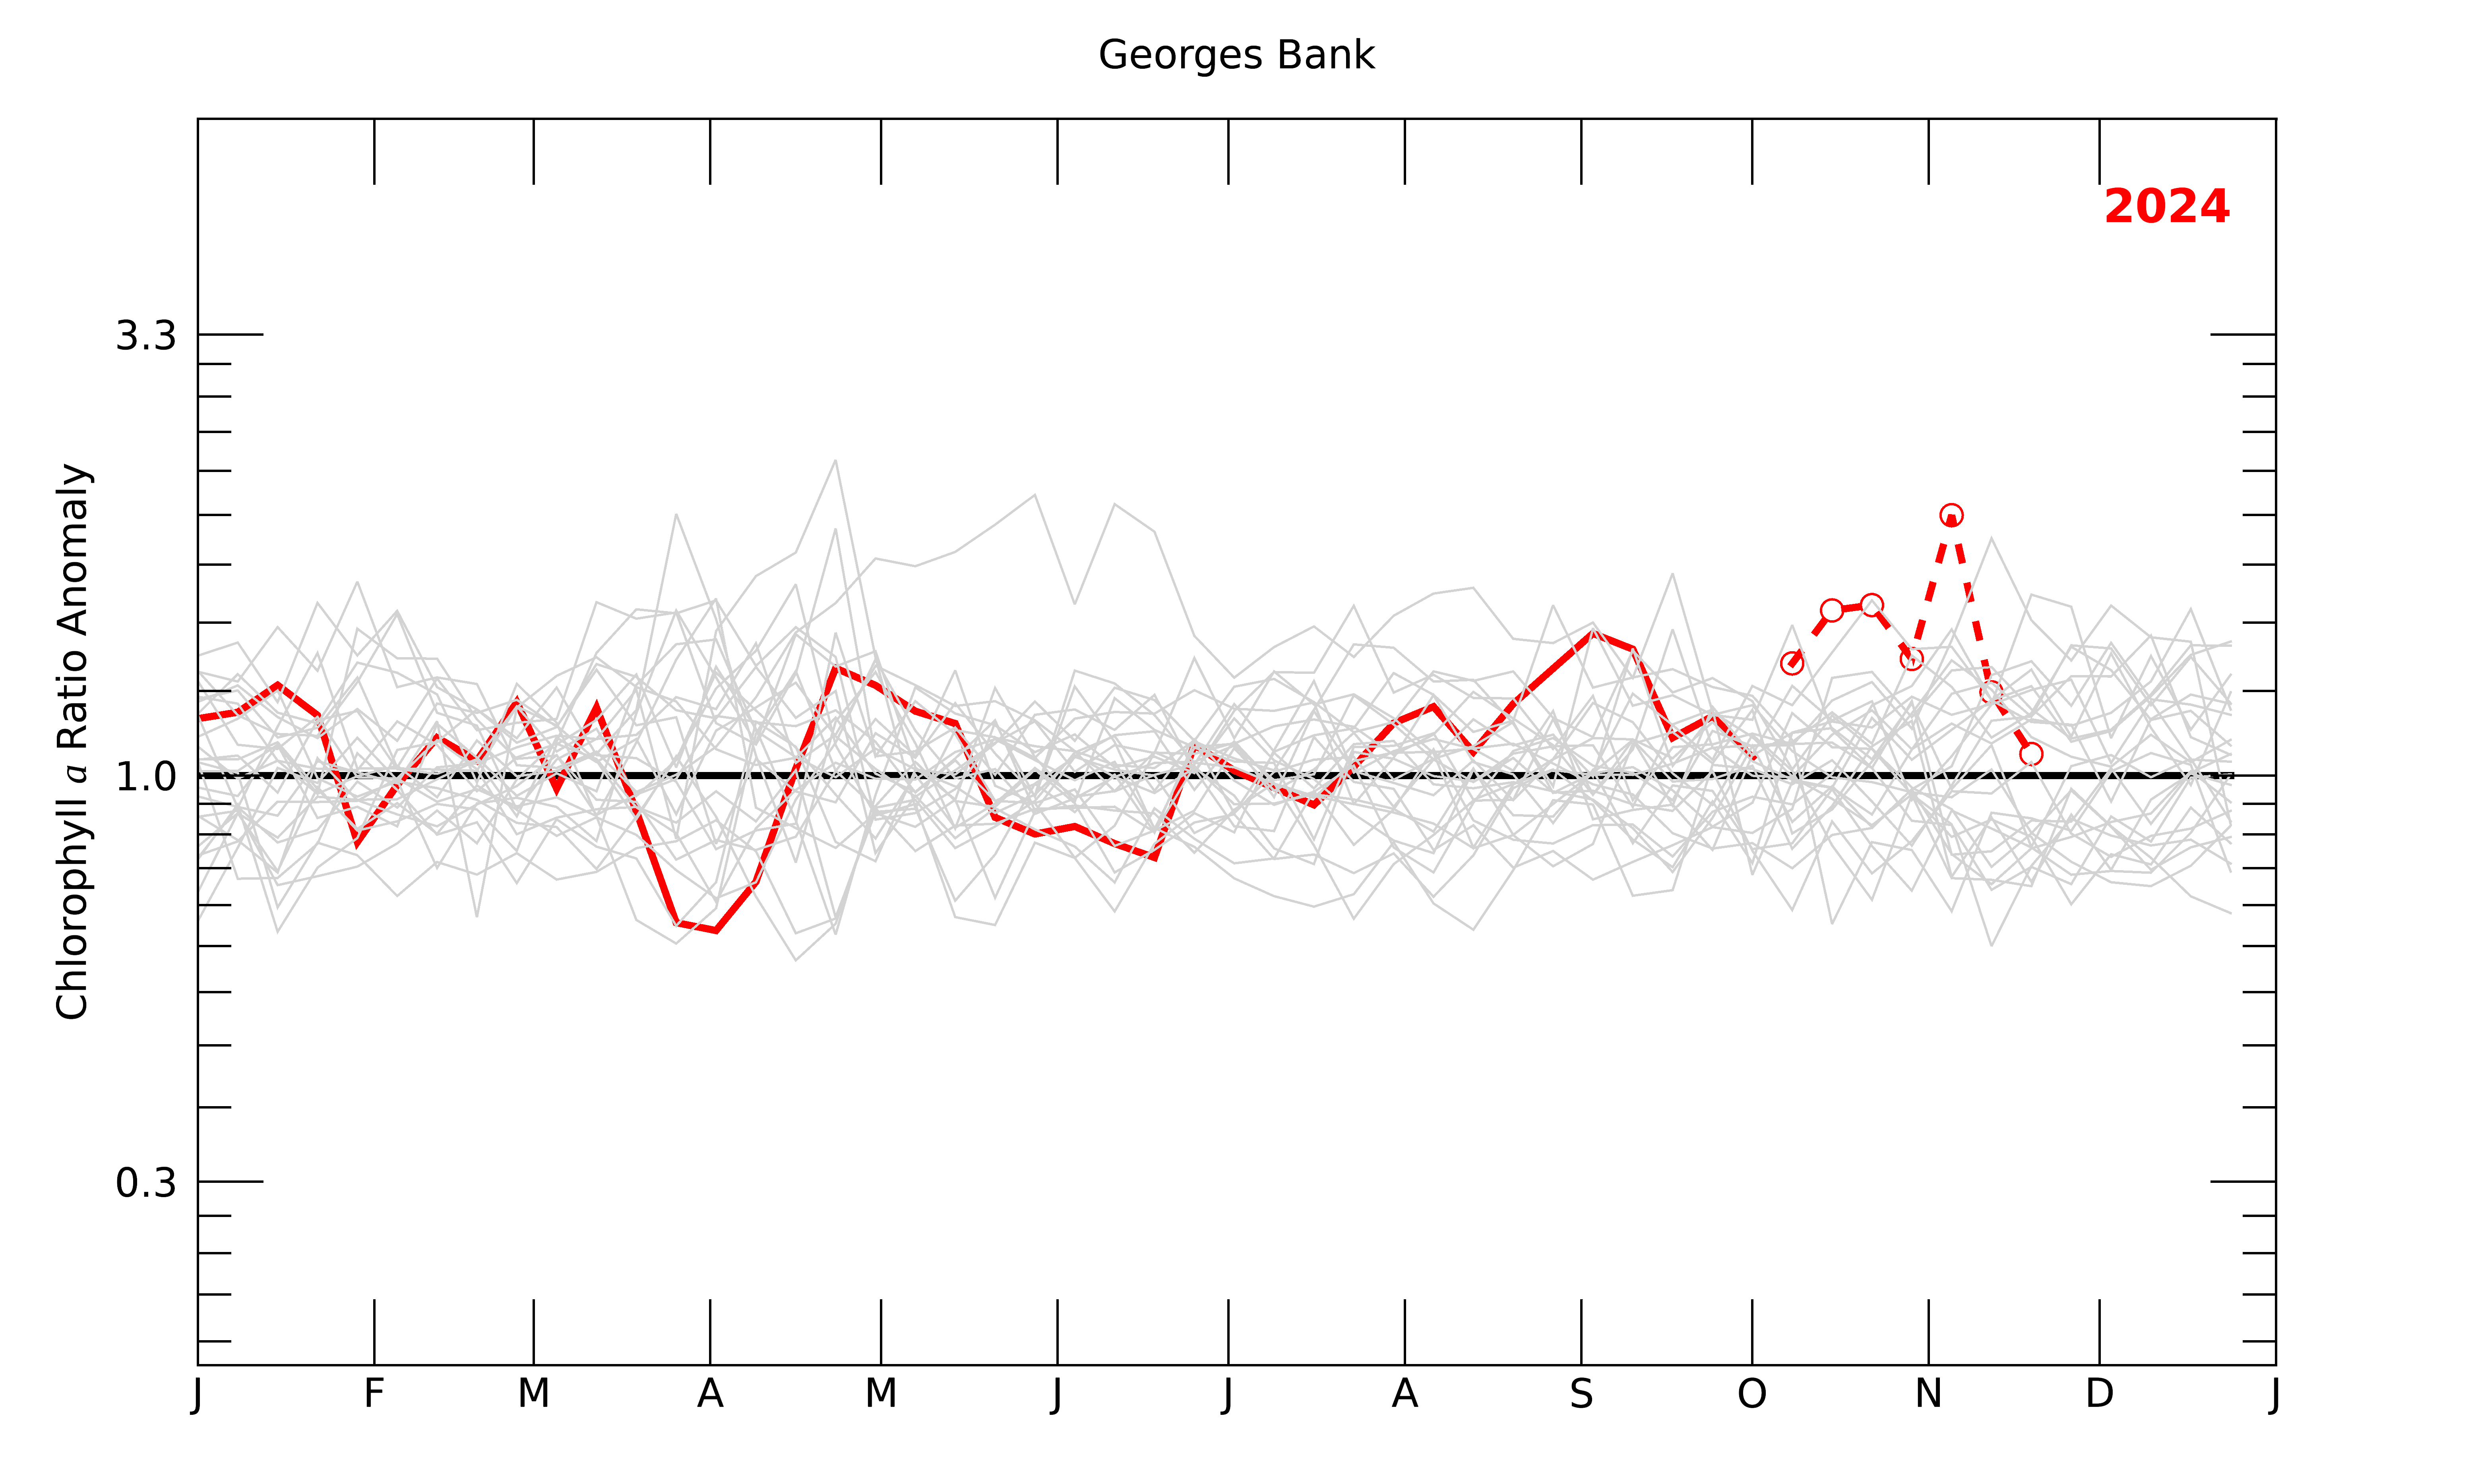 Georges Bank
2024
3.3
1.0
0.3
Chlorophyll a Ratio Anomaly
J F M A M J J A S O N D J